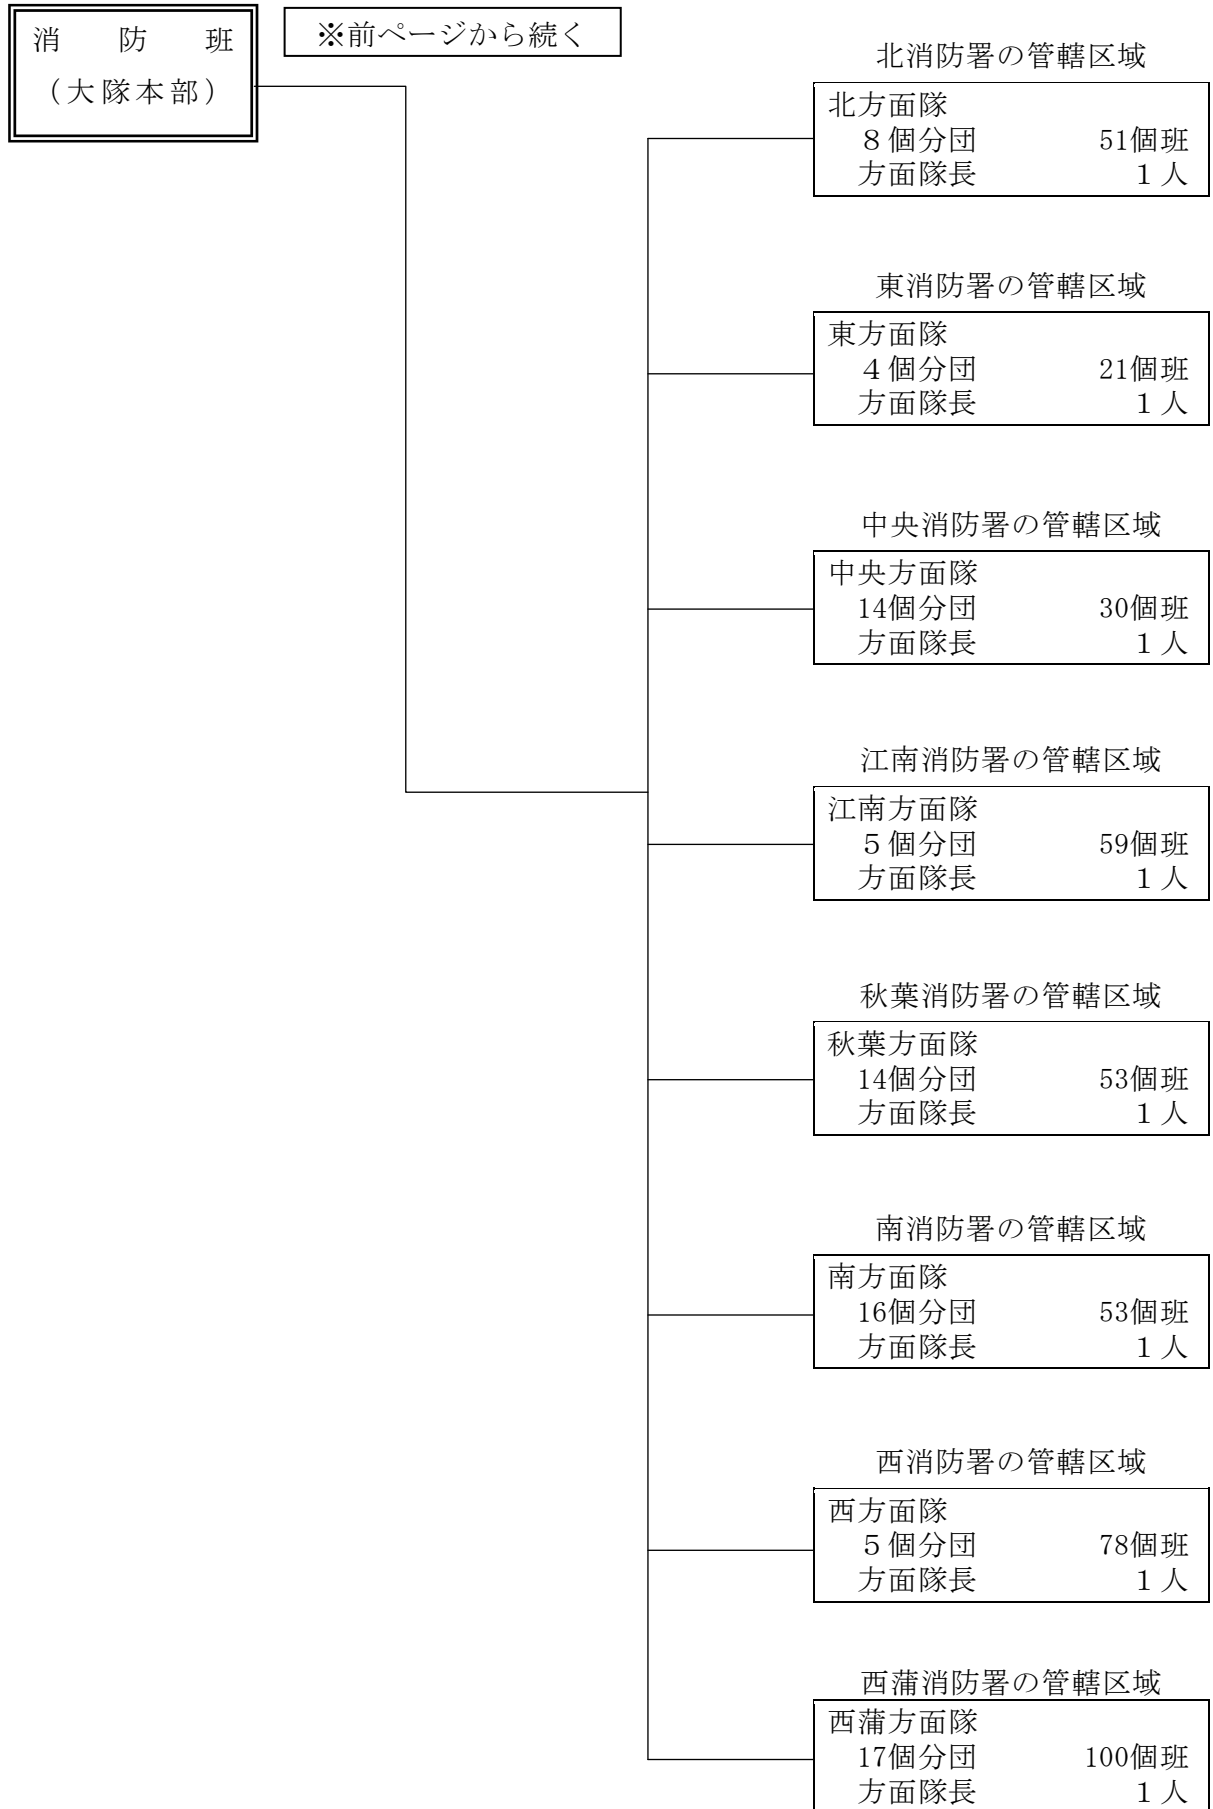 消防班
（大隊本部）
※前ページから続く
北消防署の管轄区域
北方面隊
８個分団 51個班
方面隊長 １人
東消防署の管轄区域
東方面隊
４個分団 21個班
方面隊長 １人
中央消防署の管轄区域
中央方面隊
14個分団 30個班
方面隊長 １人
江南消防署の管轄区域
江南方面隊
５個分団 59個班
方面隊長 １人
秋葉消防署の管轄区域
秋葉方面隊
14個分団 53個班
方面隊長 １人
南消防署の管轄区域
南方面隊
16個分団 53個班
方面隊長 １人
西消防署の管轄区域
西方面隊
５個分団 78個班
方面隊長 １人
西蒲消防署の管轄区域
西蒲方面隊
17個分団 100個班
方面隊長 １人